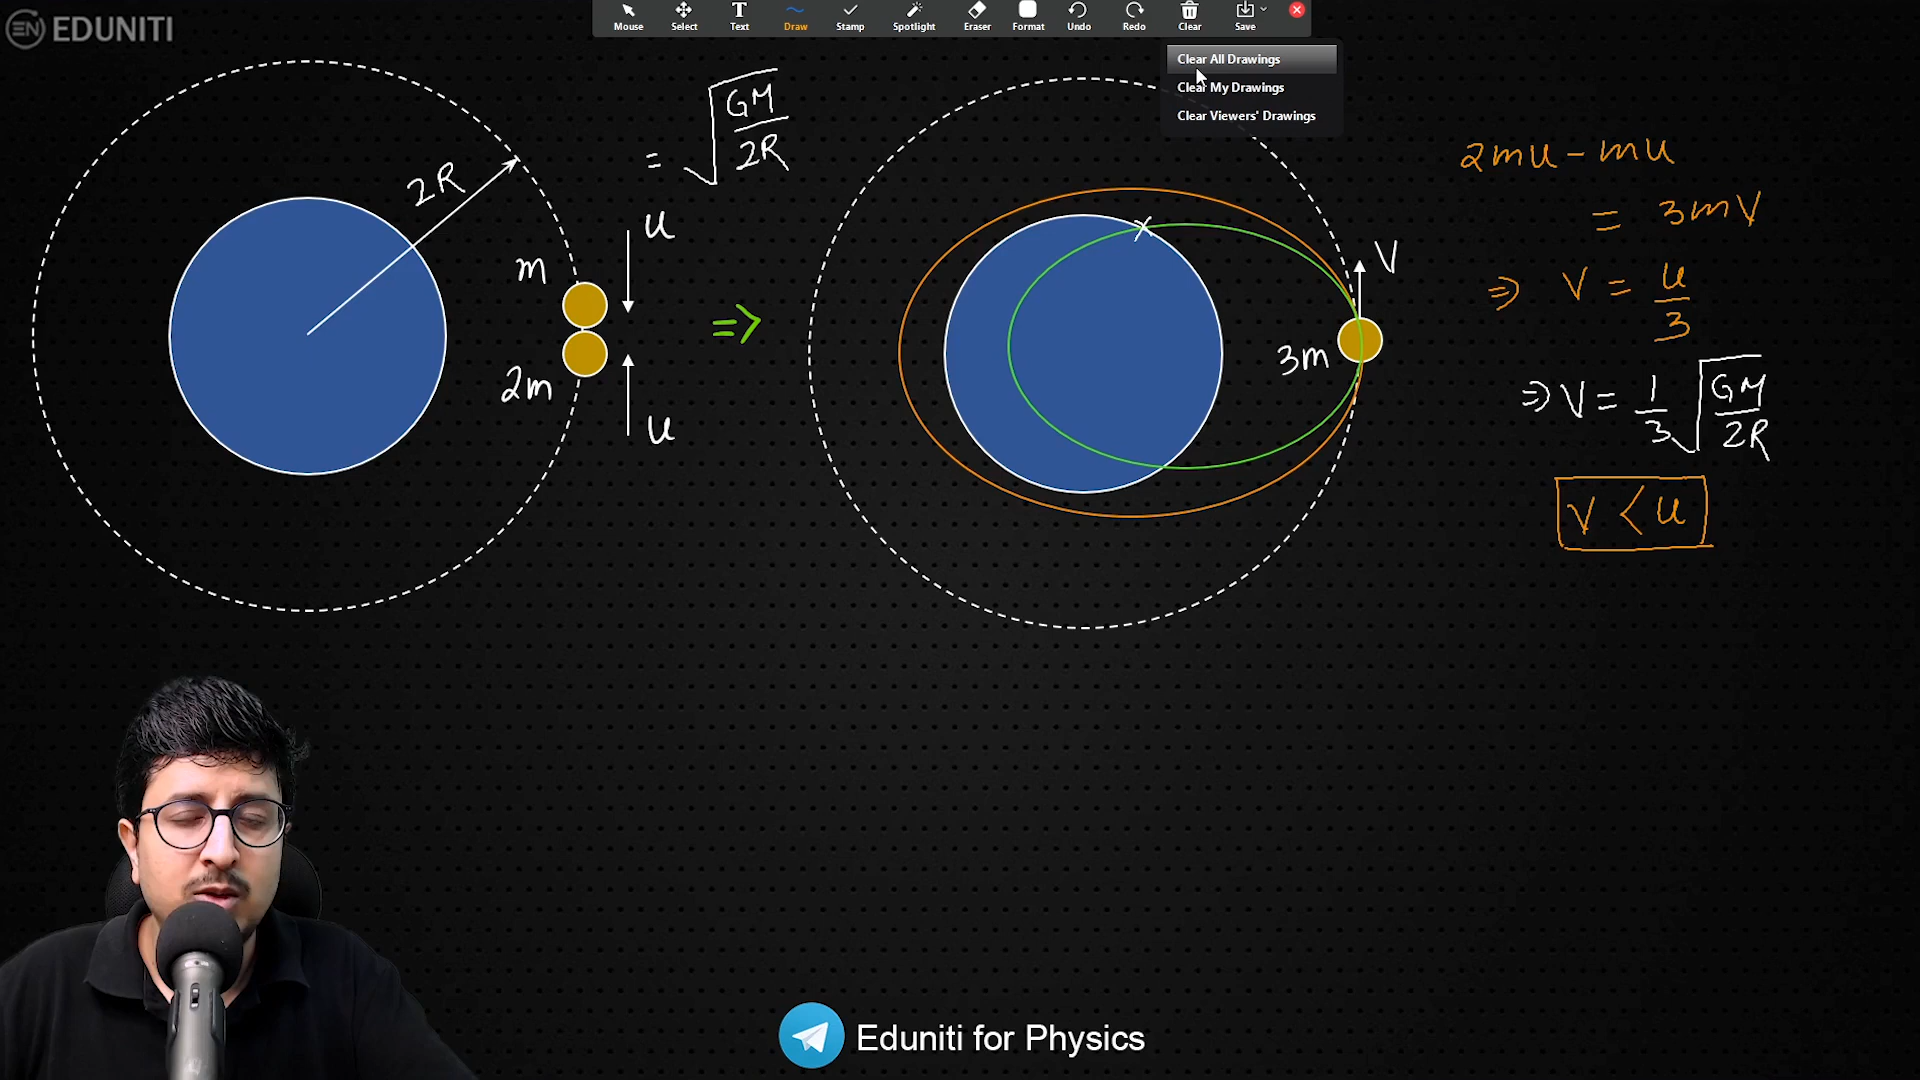 EN EDUNITI
Mouse Select Text Draw Stamp Spotlight Eraser Format Undo Redo Clear Save
Clear All Drawings
Clear My Drawings
Clear Viewers' Drawings
2R
= √(GM/2R)
u
m
2m
u
=>
V
3m
2mu - mu
= 3mV
=> V = u/3
=> V = 1/3 √(GM/2R)
V < u
Eduniti for Physics